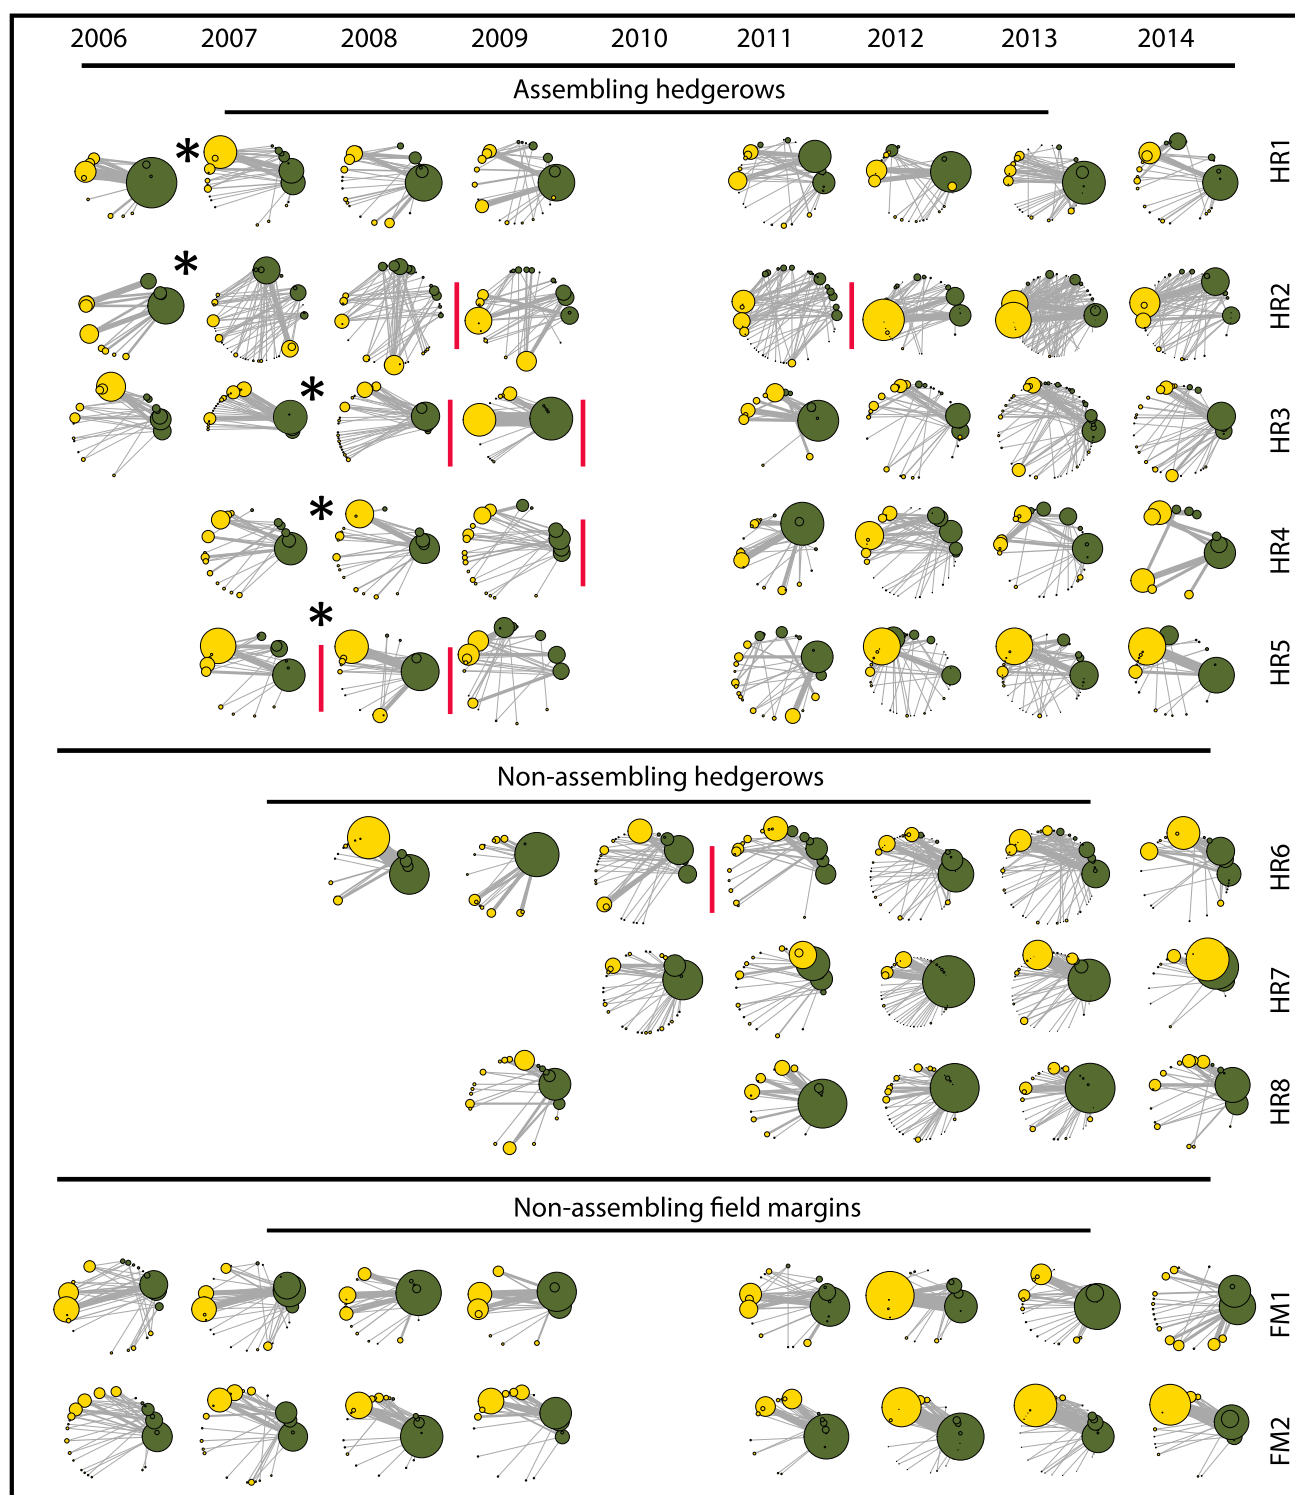 2006 2007 2008 2009 2010 2011 2012 2013 2014
Assembling hedgerows
*
HR1
*
HR2
*
HR3
*
HR4
*
HR5
Non-assembling hedgerows
HR6
HR7
HR8
Non-assembling field margins
FM1
FM2